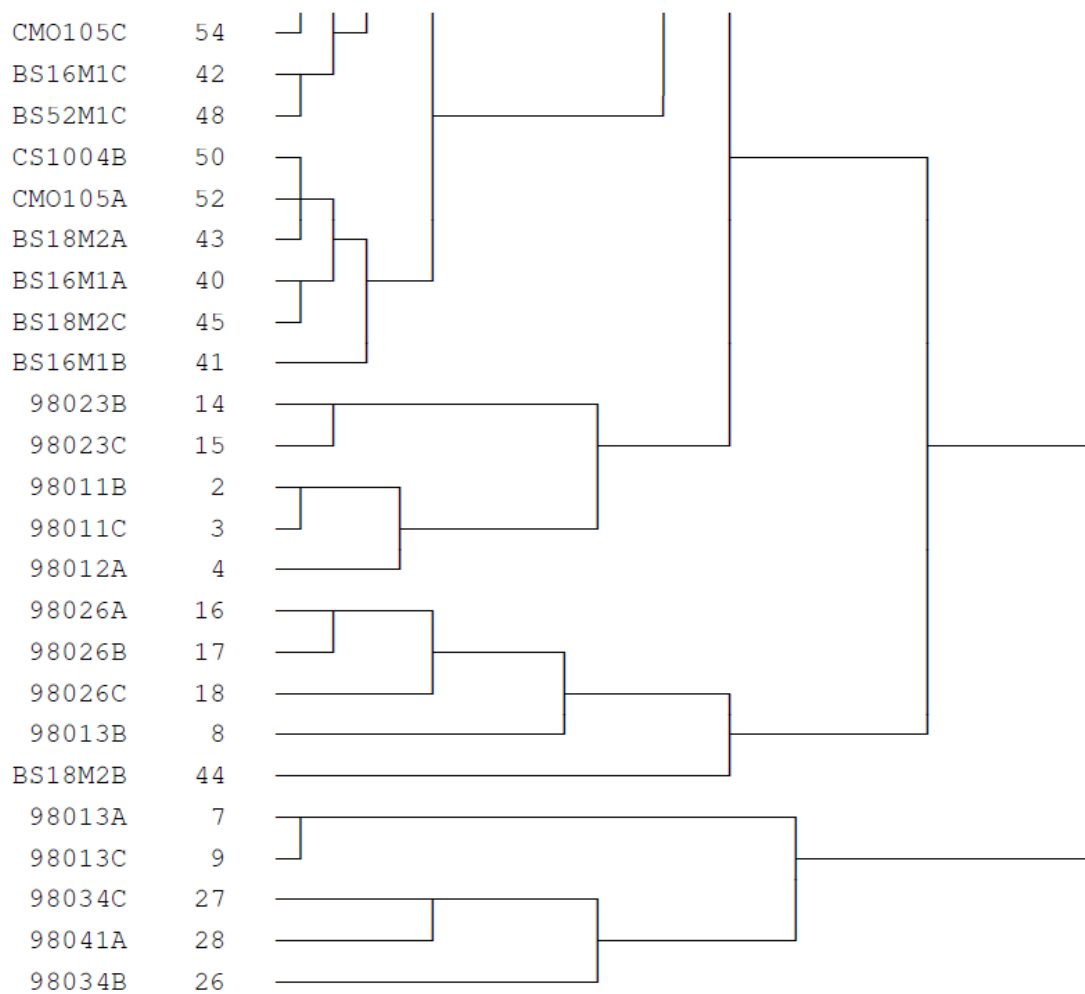 CMO105C 54
BS16M1C 42
BS52M1C 48
CS1004B 50
CMO105A 52
BS18M2A 43
BS16M1A 40
BS18M2C 45
BS16M1B 41
98023B 14
98023C 15
98011B 2
98011C 3
98012A 4
98026A 16
98026B 17
98026C 18
98013B 8
BS18M2B 44
98013A 7
98013C 9
98034C 27
98041A 28
98034B 26